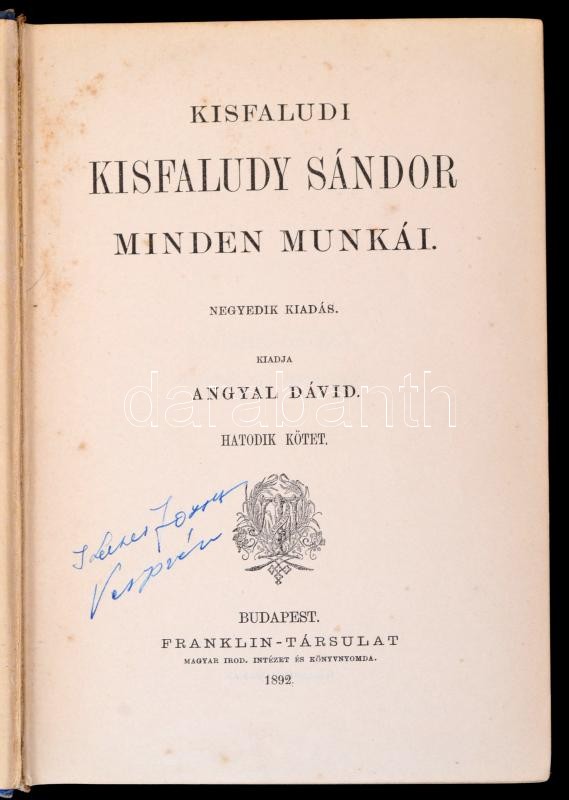 KISFALUDI
KISFALUDY SÁNDOR
MINDEN MUNKÁI.
NEGYEDIK KIADÁS.
KIADJA
ANGYAL DÁVID.
darabanth
HATODIK KÖTET.
BUDAPEST.
FRANKLIN-TÁRSULAT
MAGYAR IROD. INTÉZET ÉS KÖNYVNYOMDA.
1892.